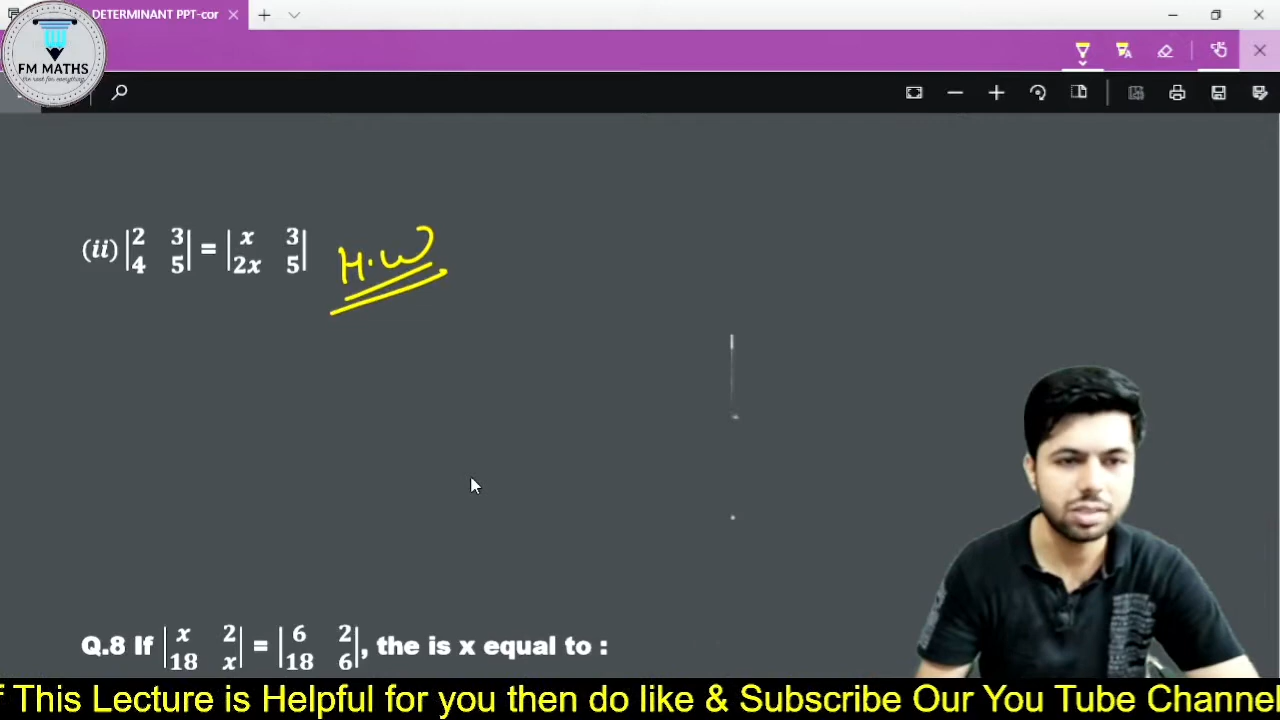 DETERMINANT PPT-cor
FM MATHS
(ii) |2 3| = |x 3| H.W
|4 5| |2x 5|
Q.8 If |x 2| = |6 2|, the is x equal to :
|18 x| |18 6|
f This Lecture is Helpful for you then do like & Subscribe Our You Tube Channel